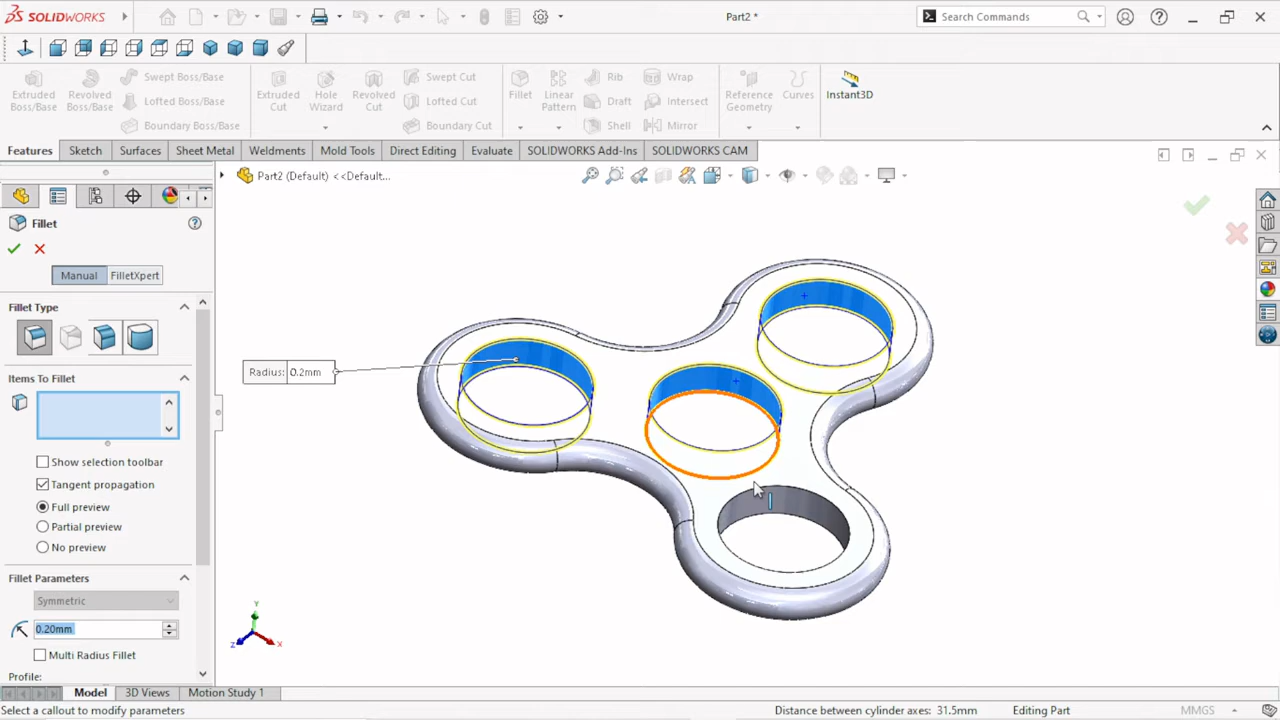 SOLIDWORKS
Part2 *
Search Commands
Extruded Boss/Base
Revolved Boss/Base
Swept Boss/Base
Lofted Boss/Base
Boundary Boss/Base
Extruded Cut
Hole Wizard
Revolved Cut
Swept Cut
Lofted Cut
Boundary Cut
Fillet
Linear Pattern
Rib
Draft
Shell
Wrap
Intersect
Mirror
Reference Geometry
Curves
Instant3D
Features
Sketch
Surfaces
Sheet Metal
Weldments
Mold Tools
Direct Editing
Evaluate
SOLIDWORKS Add-Ins
SOLIDWORKS CAM
Part2 (Default) <<Default...
Fillet
Manual
FilletXpert
Fillet Type
Items To Fillet
Show selection toolbar
Tangent propagation
Full preview
Partial preview
No preview
Fillet Parameters
Symmetric
0.20mm
Multi Radius Fillet
Profile:
Radius: 0.2mm
Y
Z
X
Model
3D Views
Motion Study 1
Select a callout to modify parameters
Distance between cylinder axes: 31.5mm
Editing Part
MMGS